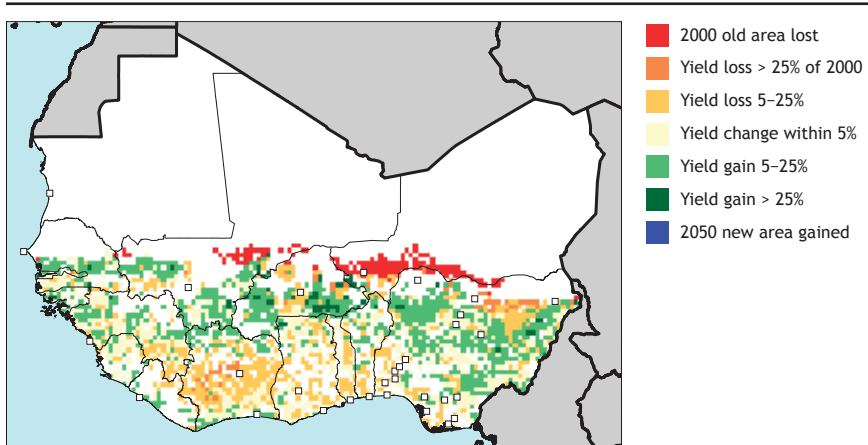 2000 old area lost
Yield loss > 25% of 2000
Yield loss 5–25%
Yield change within 5%
Yield gain 5–25%
Yield gain > 25%
2050 new area gained